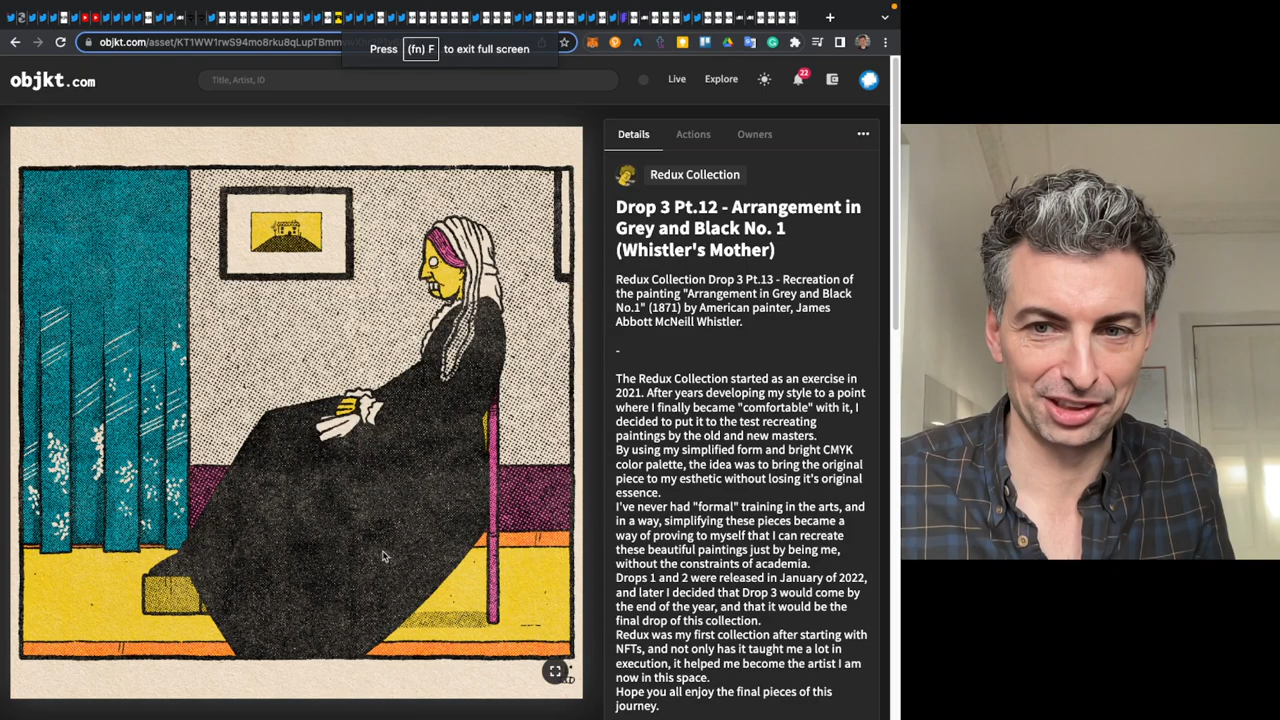 objkt.com/asset/KT1WW1rwS94mo8rku8qLupTBmm
Press (fn) F to exit full screen
objkt.com
Title, Artist, ID
Live
Explore
22
Details
Actions
Owners
Redux Collection
Drop 3 Pt.12 - Arrangement in
Grey and Black No. 1
(Whistler's Mother)
Redux Collection Drop 3 Pt.13 - Recreation of
the painting "Arrangement in Grey and Black
No.1" (1871) by American painter, James
Abbott McNeill Whistler.
-
The Redux Collection started as an exercise in
2021. After years developing my style to a point
where I finally became "comfortable" with it, I
decided to put it to the test recreating
paintings by the old and new masters.
By using my simplified form and bright CMYK
color palette, the idea was to bring the original
piece to my esthetic without losing it's original
essence.
I've never had "formal" training in the arts, and
in a way, simplifying these pieces became a
way of proving to myself that I can recreate
these beautiful paintings just by being me,
without the constraints of academia.
Drops 1 and 2 were released in January of 2022,
and later I decided that Drop 3 would come by
the end of the year, and that it would be the
final drop of this collection.
Redux was my first collection after starting with
NFTs, and not only has it taught me a lot in
execution, it helped me become the artist I am
now in this space.
Hope you all enjoy the final pieces of this
journey.